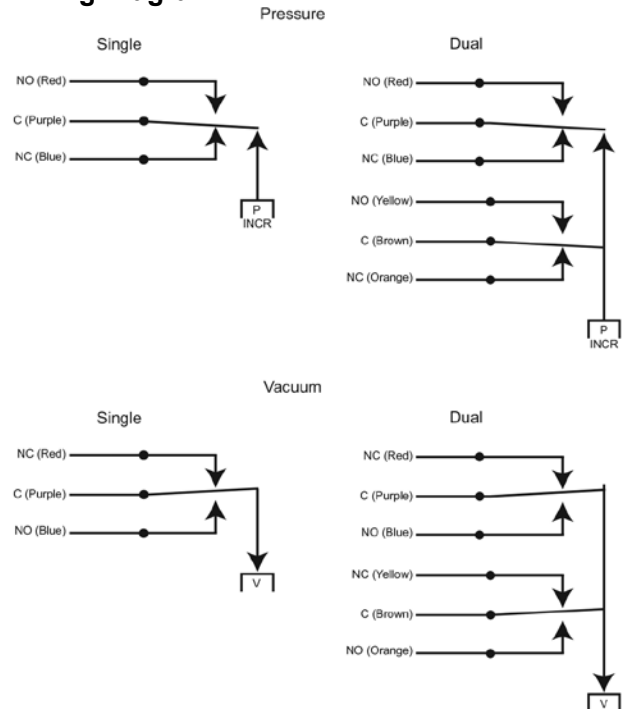 Pressure
Single
NO (Red)
C (Purple)
NC (Blue)
P
INCR
Dual
NO (Red)
C (Purple)
NC (Blue)
NO (Yellow)
C (Brown)
NC (Orange)
P
INCR
Vacuum
Single
NC (Red)
C (Purple)
NO (Blue)
V
Dual
NC (Red)
C (Purple)
NO (Blue)
NC (Yellow)
C (Brown)
NO (Orange)
V